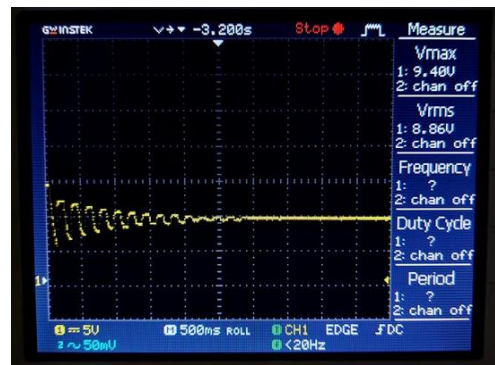 GWINSTEK -3.200s Stop Measure
Vmax
1: 9.40V
2: chan off
Vrms
1: 8.86V
2: chan off
Frequency
1: ?
2: chan off
Duty Cycle
1: ?
2: chan off
Period
1: ?
2: chan off
1
1 5V H 500ms ROLL CH1 EDGE DC
2 ~ 50mV <20Hz